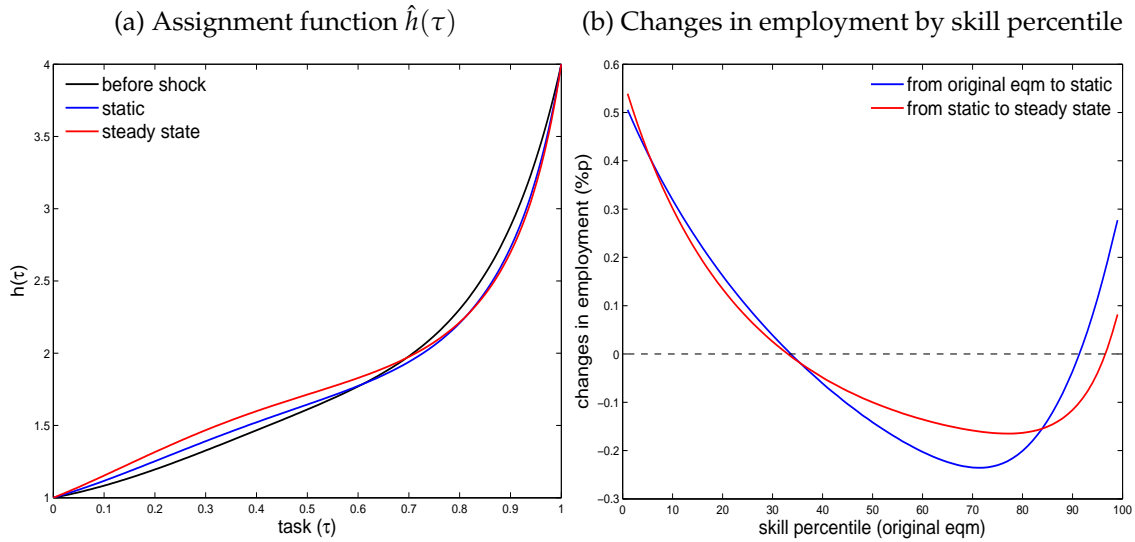 (a) Assignment function ĥ(τ)
4
3.5
3
2.5
2
1.5
1
h(τ)
before shock
static
steady state
0 0.1 0.2 0.3 0.4 0.5 0.6 0.7 0.8 0.9 1
task (τ)
(b) Changes in employment by skill percentile
0.6
0.5
0.4
0.3
0.2
0.1
0
−0.1
−0.2
−0.3
changes in employment (%p)
from original eqm to static
from static to steady state
0 10 20 30 40 50 60 70 80 90 100
skill percentile (original eqm)